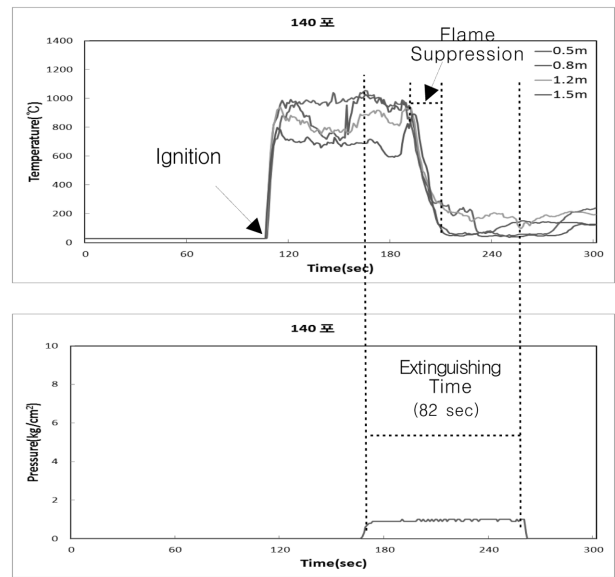 140 포
Flame
Suppression
0.5m
0.8m
1.2m
1.5m
Ignition
Temperature(℃)
1400
1200
1000
800
600
400
200
0
0 60 120 180 240 300
Time(sec)
140 포
Extinguishing
Time
(82 sec)
Pressure(kg/cm²)
10
8
6
4
2
0
0 60 120 180 240 300
Time(sec)